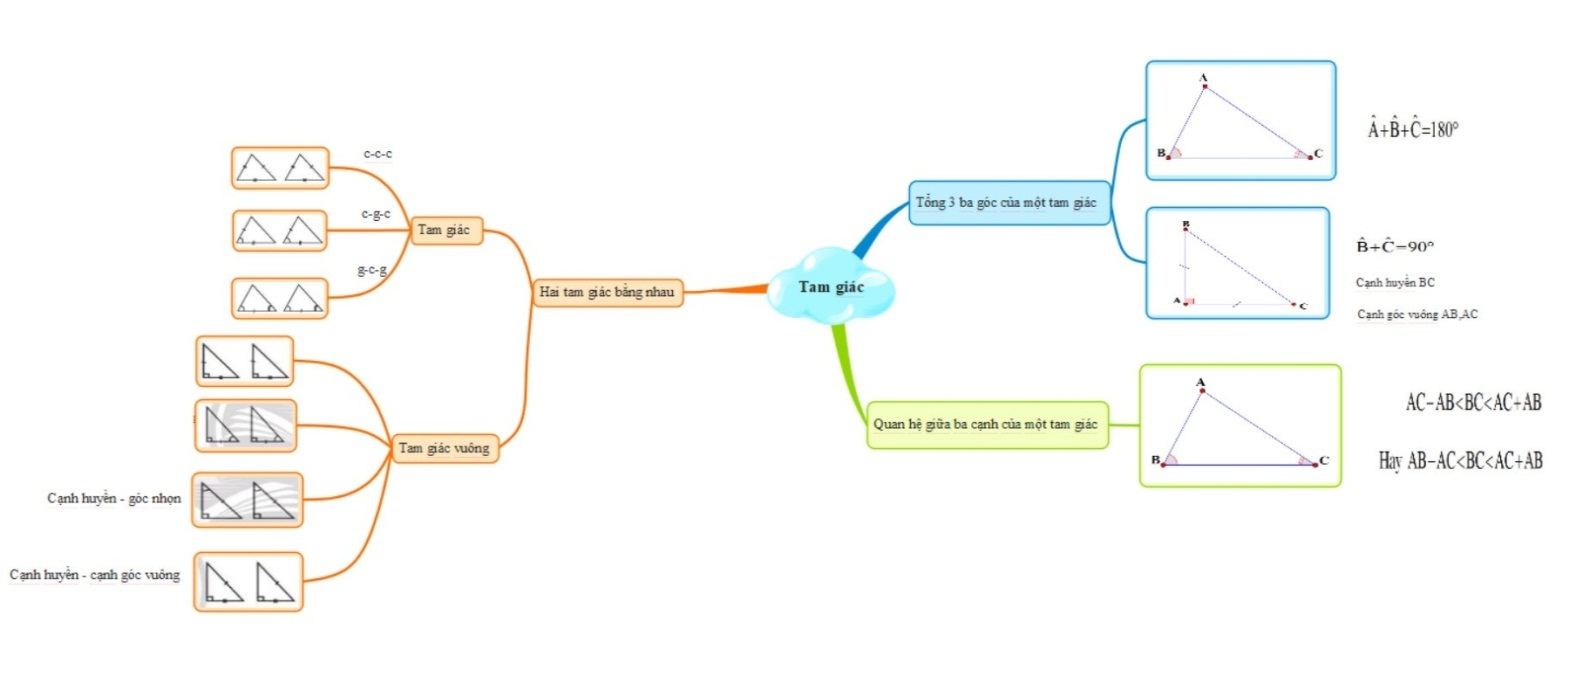 c-c-c
c-g-c
g-c-g
Tam giác
Hai tam giác bằng nhau
Tam giác vuông
Cạnh huyền - góc nhọn
Cạnh huyền - cạnh góc vuông
Tam giác
Tổng 3 ba góc của một tam giác
A
B
C
Â+B̂+Ĉ=180°
B
A
C
B̂+Ĉ=90°
Cạnh huyền BC
Cạnh góc vuông AB,AC
Quan hệ giữa ba cạnh của một tam giác
A
B
C
AC-AB<BC<AC+AB
Hay AB-AC<BC<AC+AB